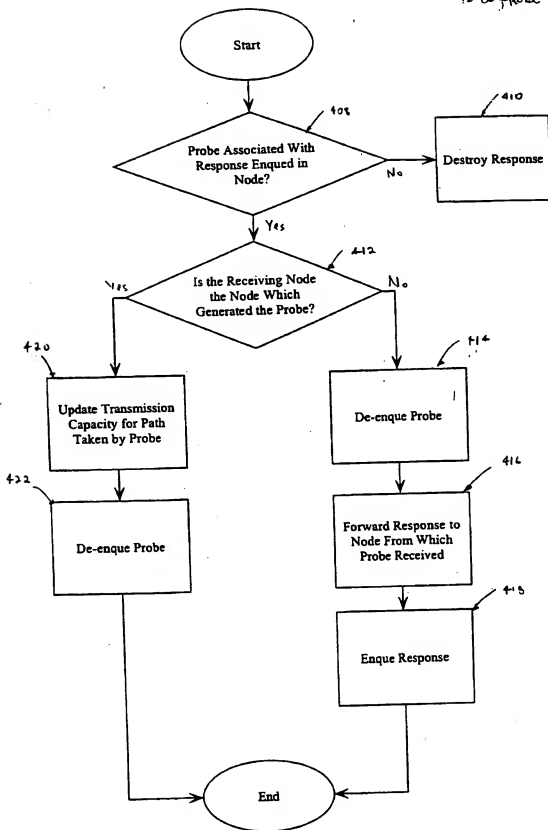 Start
408
410
Probe Associated With
Response Enqued in
Node?
No
Destroy Response
Yes
412
Is the Receiving Node
the Node Which
Generated the Probe?
Yes
No
420
414
Update Transmission
Capacity for Path
Taken by Probe
De-enque Probe
422
416
De-enque Probe
Forward Response to
Node From Which
Probe Received
418
Enque Response
End